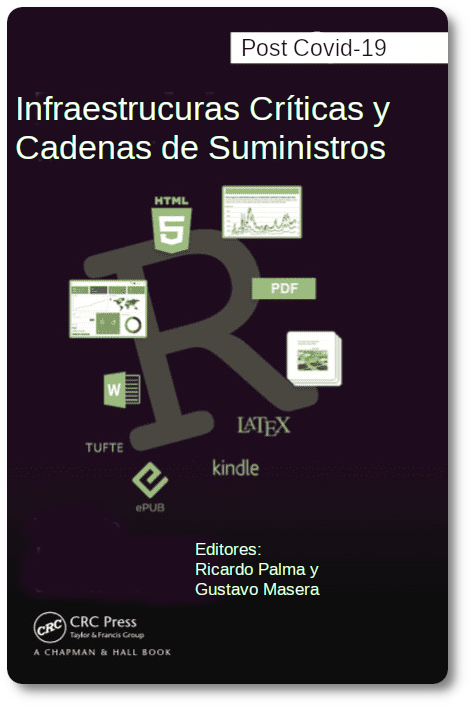 Post Covid-19
Infraestrucuras Críticas y
Cadenas de Suministros
HTML
5
PDF
R
W
TUFTE
LATEX
kindle
ePUB
Editores:
Ricardo Palma y
Gustavo Masera
CRC
CRC Press
Taylor & Francis Group
A CHAPMAN & HALL BOOK